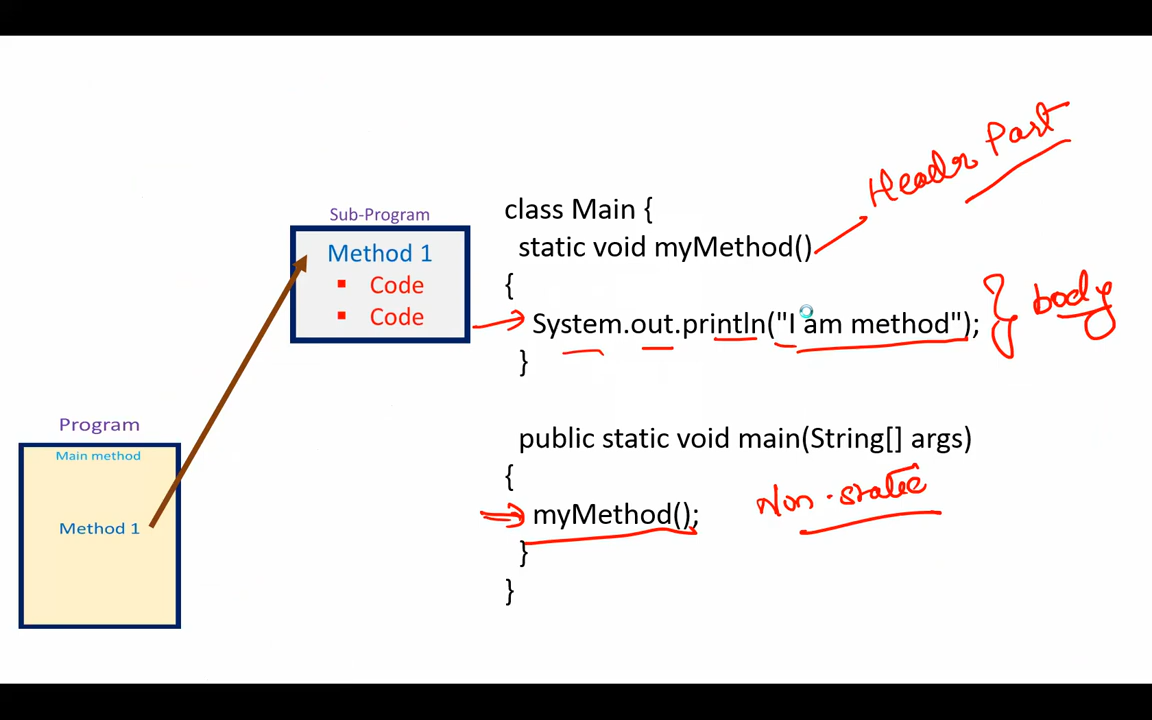 Header Part
Sub-Program
Method 1
Code
Code
class Main {
static void myMethod()
{
System.out.println("I am method");
}
body
Program
Main method
Method 1
public static void main(String[] args)
{
Non-static
myMethod();
}
}